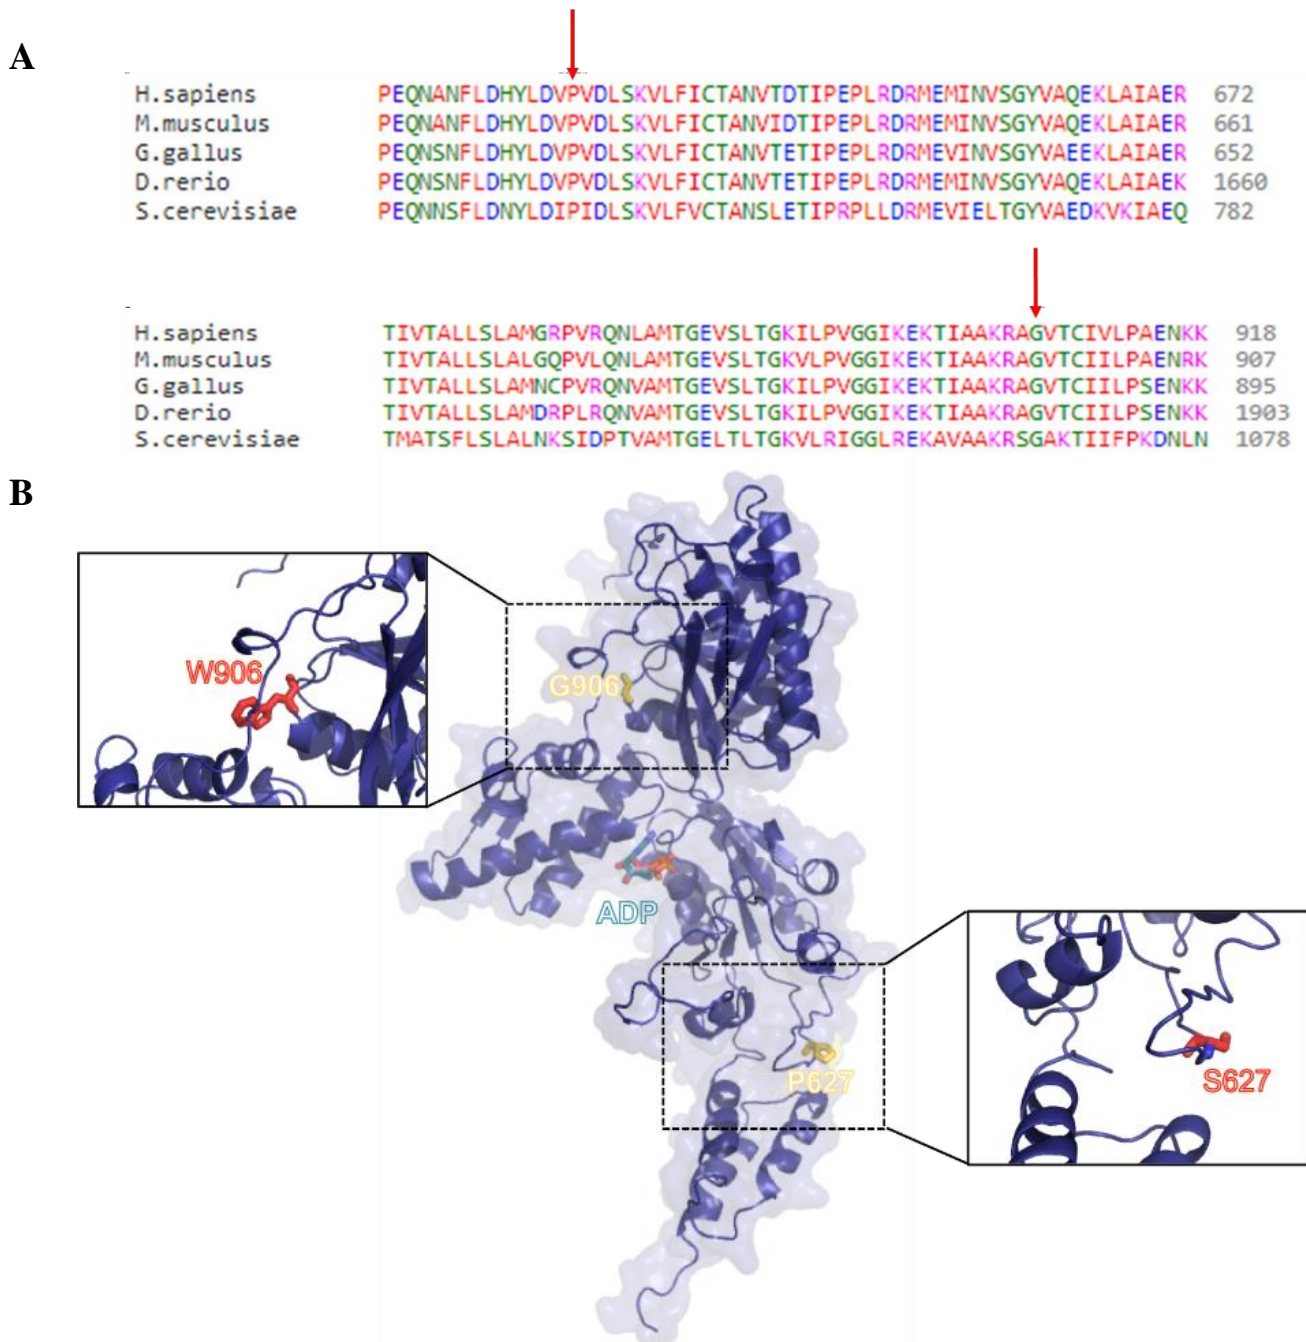 A
H.sapiens PEQNANFLDHYLDVPVDLSKVLFICTANVTDTIPEPLRDRMEMINVSGYVAQEKLAIAER 672
M.musculus PEQNANFLDHYLDVPVDLSKVLFICTANVIDTIPEPLRDRMEMINVSGYVAQEKLAIAER 661
G.gallus PEQNSNFLDHYLDVPVDLSKVLFICTANVTETIPEPLRDRMEVINVSGYVAEEKLAIAER 652
D.rerio PEQNSNFLDHYLDVPVDLSKVLFICTANVTETIPEPLRDRMEMINVSGYVAQEKLAIAEK 1660
S.cerevisiae PEQNNSFLDNYLDIPIDLSKVLFVCTANSLETIPRPLLDRMEVIELTGYVAEDKVKIAEQ 782
H.sapiens TIVTALLSLAMGRPVRQNLAMTGEVSLTGKILPVGGIKEKTIAAKRAGVTCIVLPAENKK 918
M.musculus TIVTALLSLALGQPVLQNLAMTGEVSLTGKVLPVGGIKEKTIAAKRAGVTCIILPAENRK 907
G.gallus TIVTALLSLAMNCPVRQNVAMTGEVSLTGKILPVGGIKEKTIAAKRAGVTCIILPSENRK 895
D.rerio TIVTALLSLAMDRPLRQNVAMTGEVSLTGKILPVGGIKEKTIAAKRAGVTCIILPSENKK 1903
S.cerevisiae TMATSFLSLALNKSIDPTVAMTGELTLTGKVLRIGGLREKAVAAKRSGAKTIIFPKDNLN 1078
B
W906
G906
ADP
P627
S627